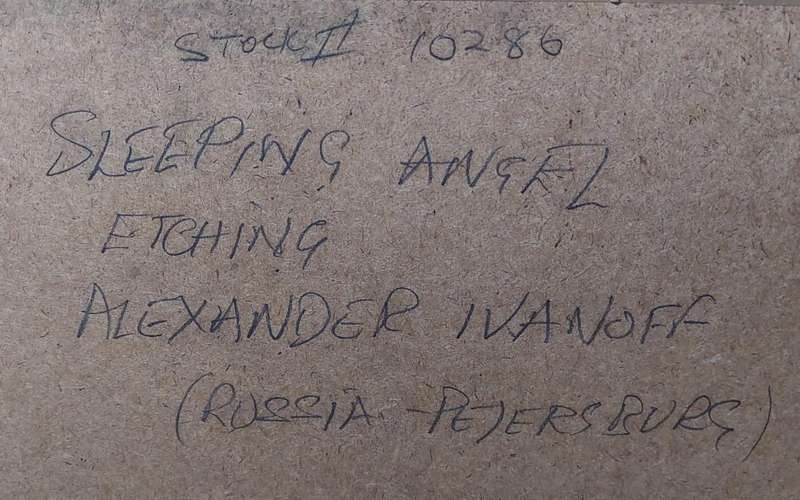 STOCK # 10286
SLEEPING ANGEL
ETCHING
ALEXANDER IVANOFF
(RUSSIA - PETERSBURG)